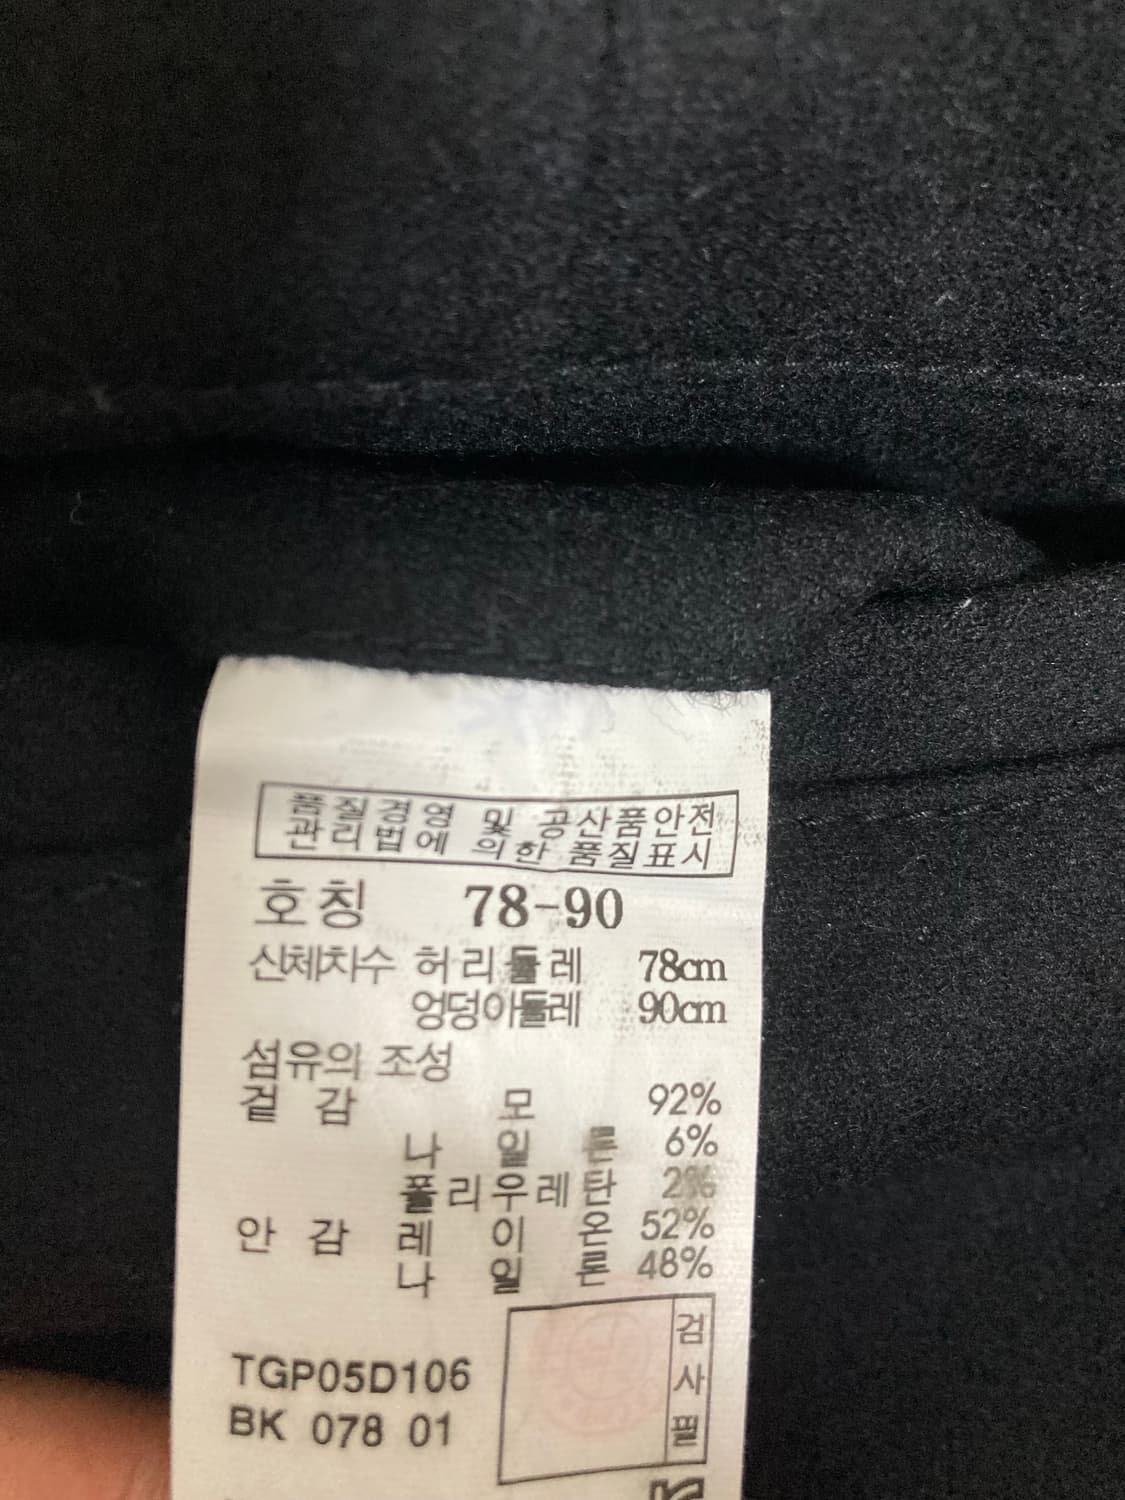 품질경영 및 공산품안전
관리법에 의한 품질표시
호칭 78-90
신체치수 허리둘레 78cm
엉덩이둘레 90cm
섬유의 조성
겉감 모 92%
나일론 6%
폴리우레탄 2%
안감 레이온 52%
나일론 48%
검사필
TGP05D106
BK 078 01